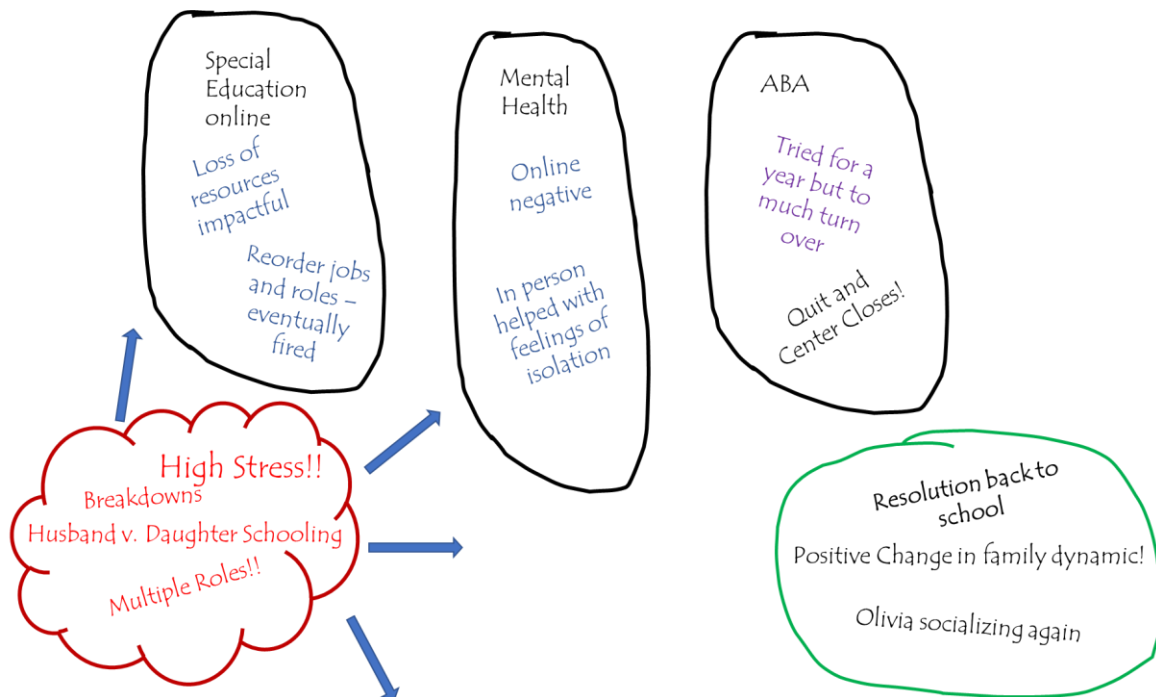 Special
Education
online
Loss of
resources
impactful
Reorder jobs
and roles –
eventually
fired
Mental
Health
Online
negative
In person
helped with
feelings of
isolation
ABA
Tried for a
year but to
much turn
over
Quit and
Center Closes!
High Stress!!
Breakdowns
Husband v. Daughter Schooling
Multiple Roles!!
Resolution back to
school
Positive Change in family dynamic!
Olivia socializing again